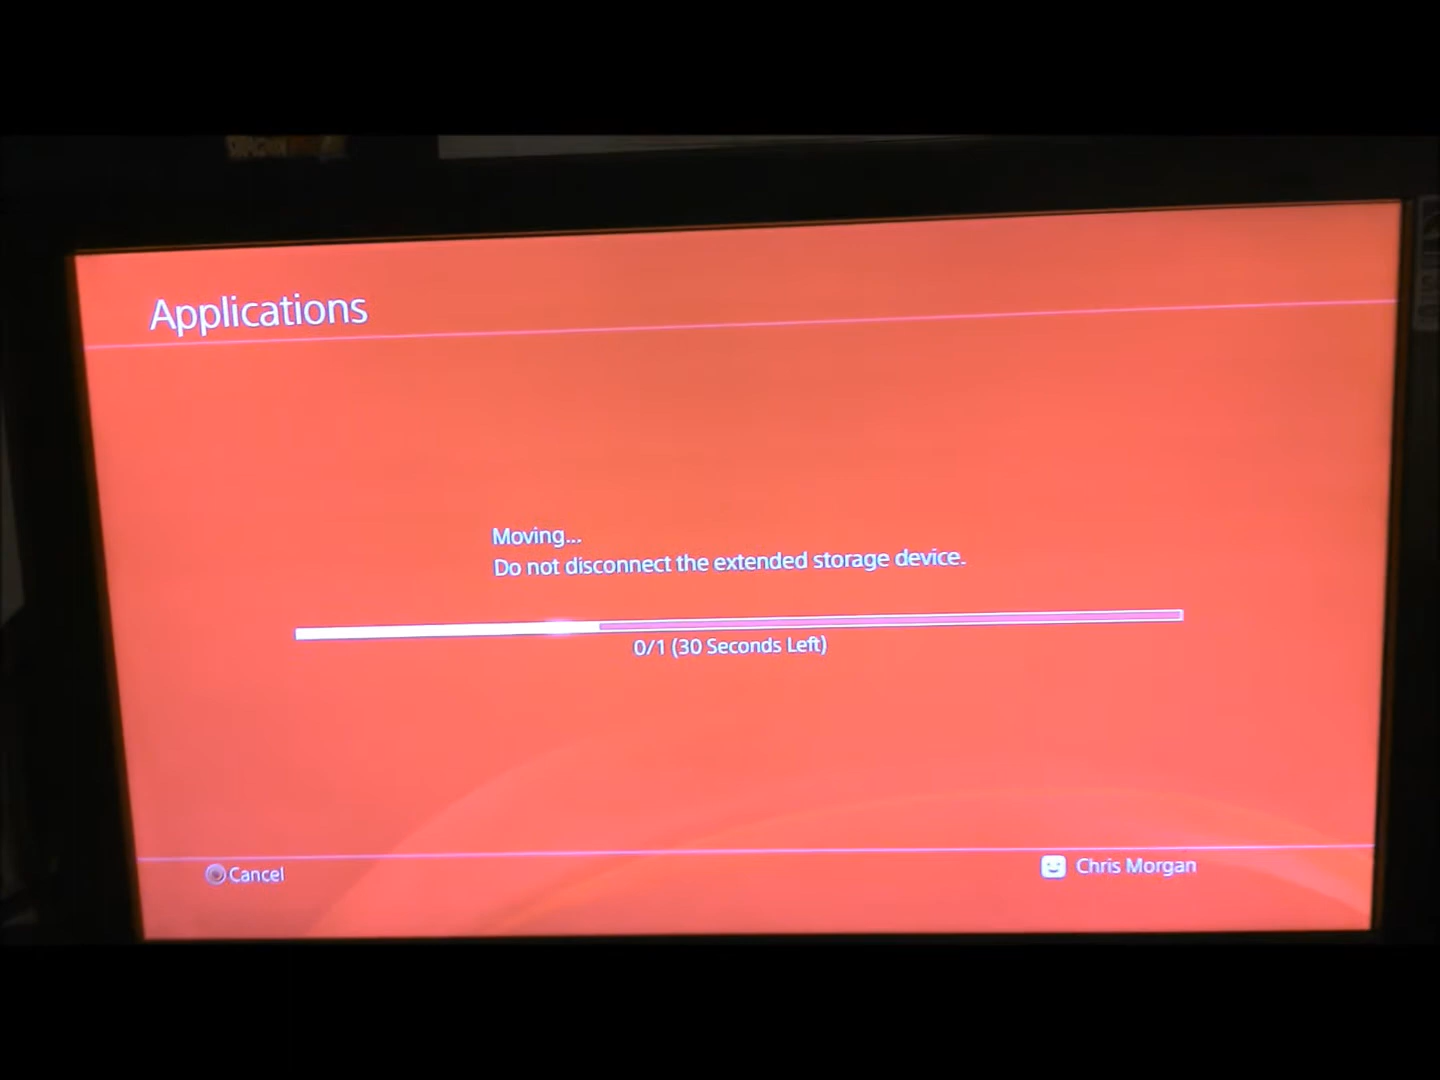 Applications
Moving...
Do not disconnect the extended storage device.
0/1 (30 Seconds Left)
Cancel
Chris Morgan